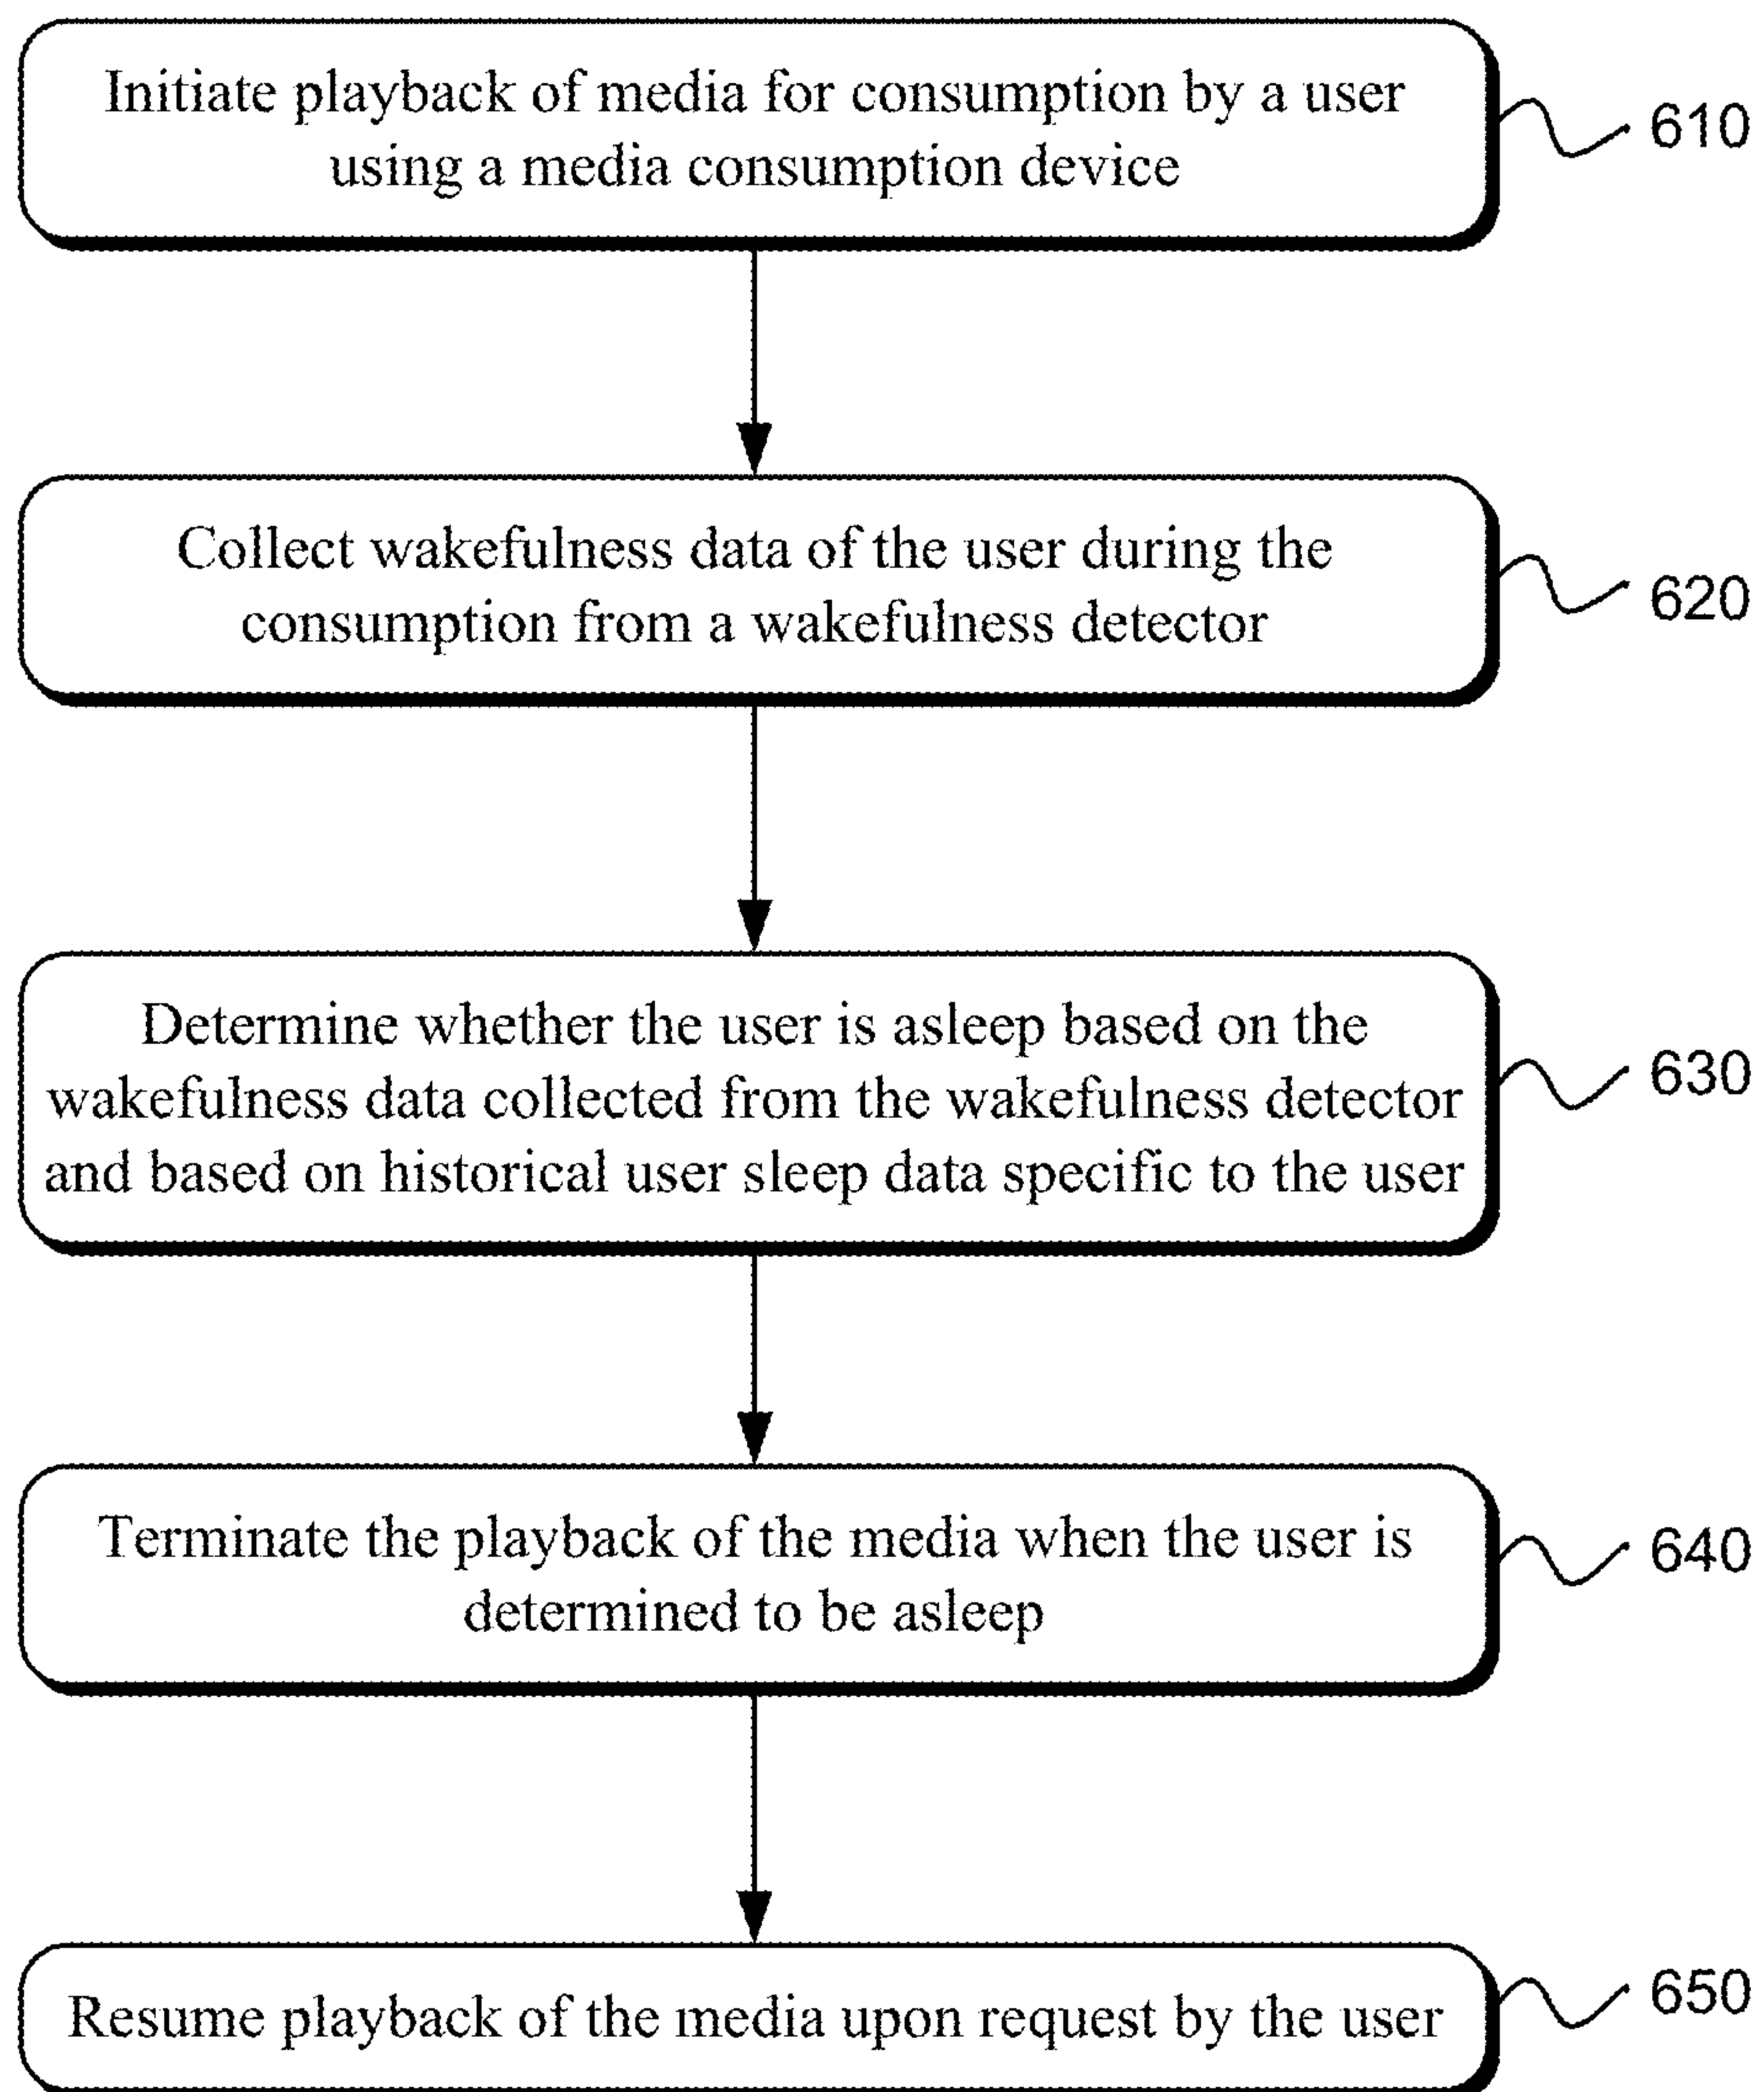 Initiate playback of media for consumption by a user
using a media consumption device
610
Collect wakefulness data of the user during the
consumption from a wakefulness detector
620
Determine whether the user is asleep based on the
wakefulness data collected from the wakefulness detector
and based on historical user sleep data specific to the user
630
Terminate the playback of the media when the user is
determined to be asleep
640
Resume playback of the media upon request by the user
650